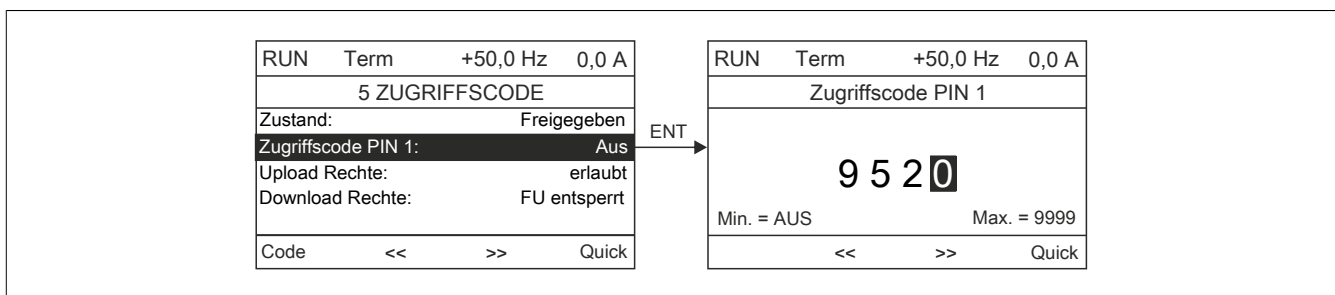 RUN Term +50,0 Hz 0,0 A
5 ZUGRIFFSCODE
Zustand: Freigegeben
Zugriffscode PIN 1: Aus
Upload Rechte: erlaubt
Download Rechte: FU entsperrt
Code << >> Quick
ENT
RUN Term +50,0 Hz 0,0 A
Zugriffscode PIN 1
9 5 2 0
Min. = AUS Max. = 9999
<< >> Quick